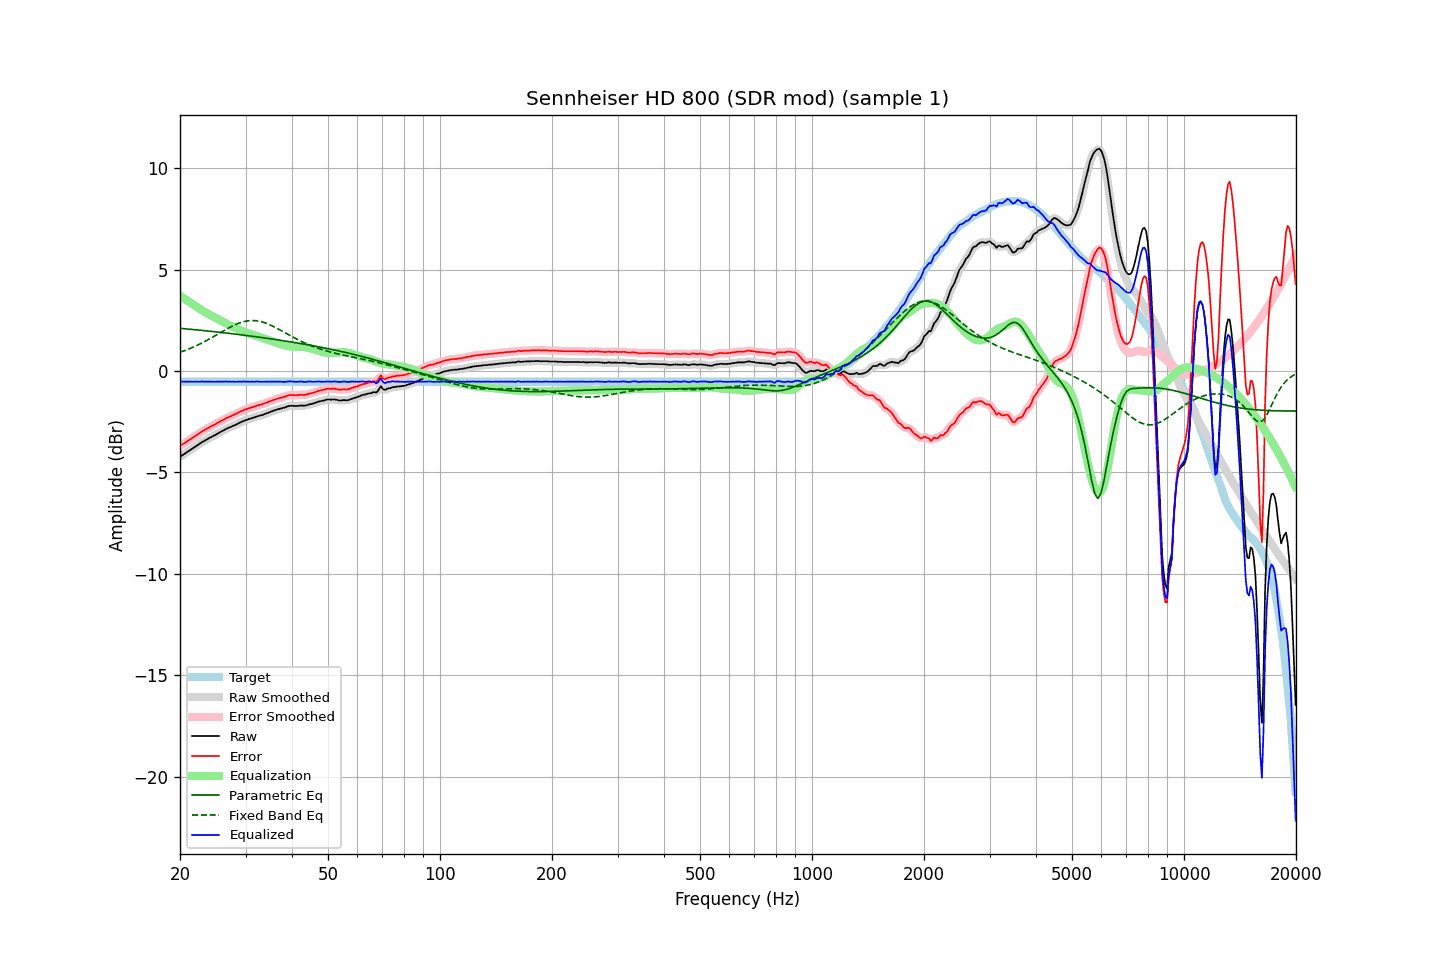 Sennheiser HD 800 (SDR mod) (sample 1)
Amplitude (dBr)
10
5
0
−5
−10
−15
−20
Target
Raw Smoothed
Error Smoothed
Raw
Error
Equalization
Parametric Eq
Fixed Band Eq
Equalized
20 50 100 200 500 1000 2000 5000 10000 20000
Frequency (Hz)